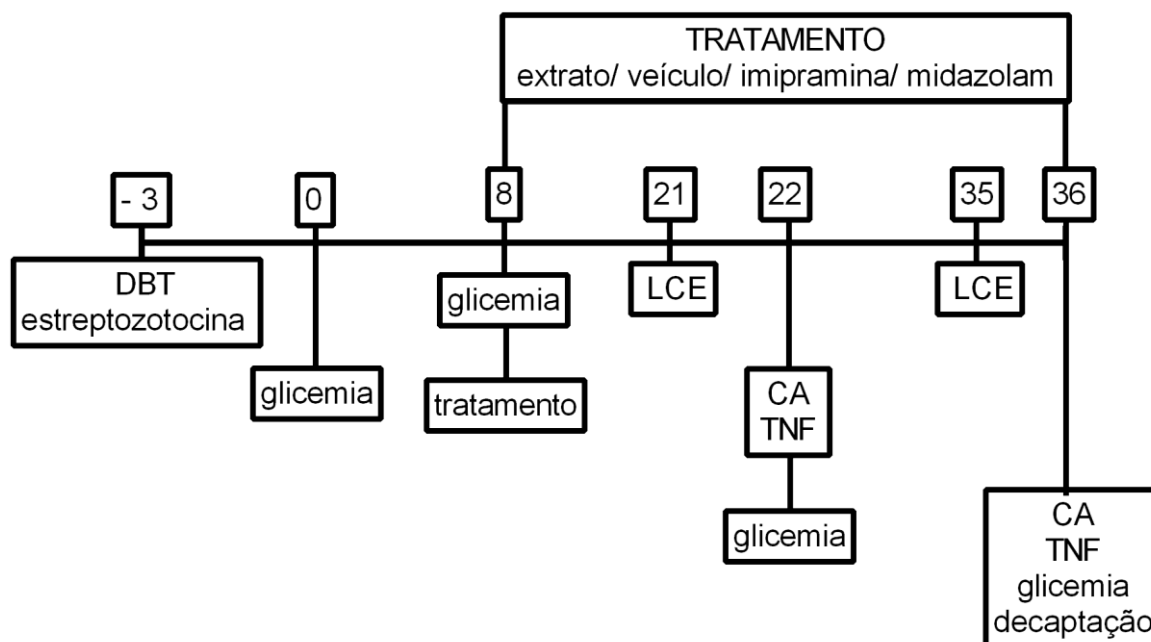 TRATAMENTO
extrato/ veículo/ imipramina/ midazolam
- 3
0
8
21
22
35
36
DBT
estreptozotocina
glicemia
LCE
LCE
glicemia
tratamento
CA
TNF
glicemia
CA
TNF
glicemia
decaptação